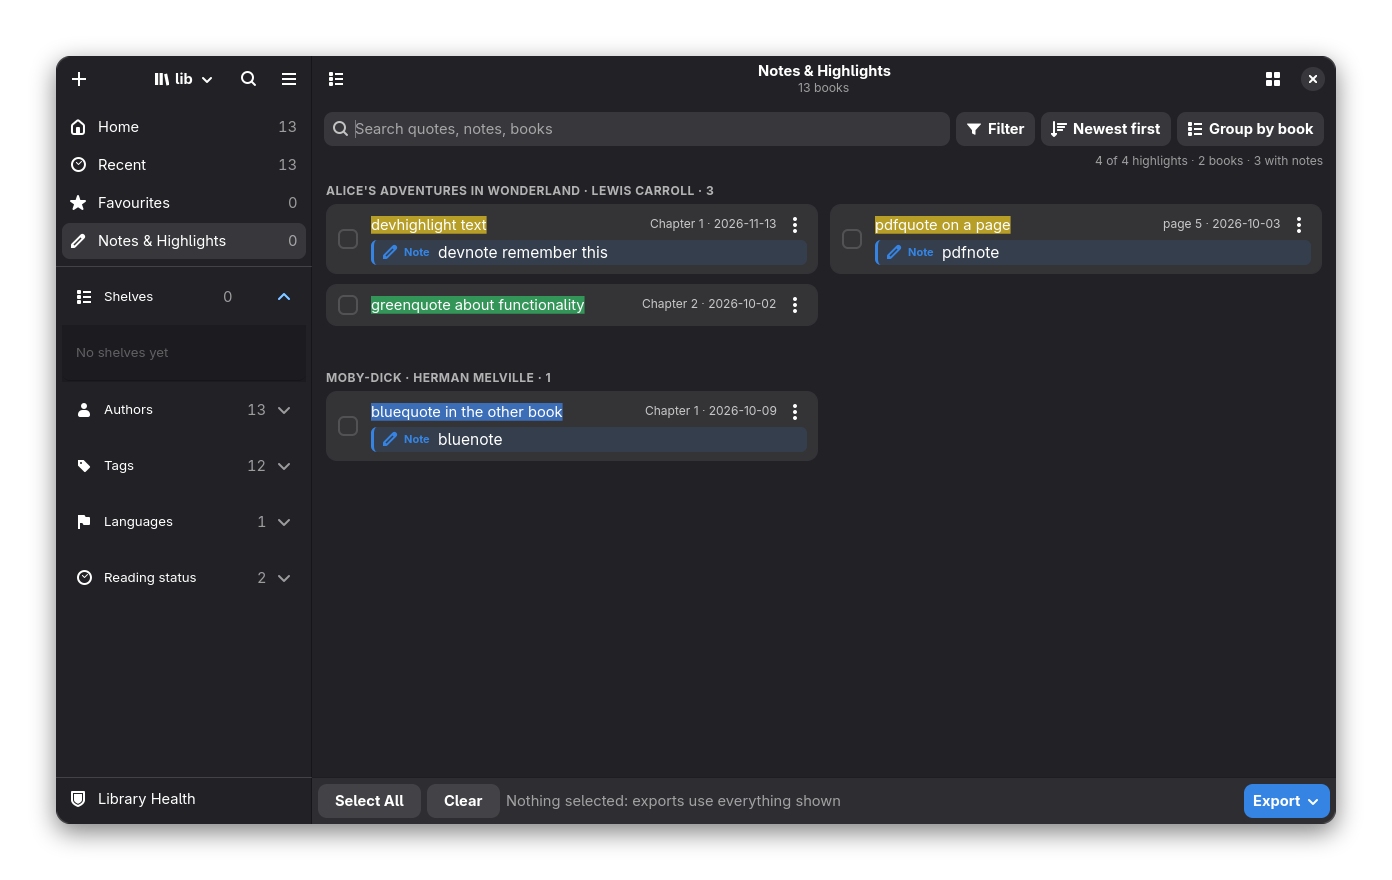 lib
Home 13
Recent 13
Favourites 0
Notes & Highlights 0
Shelves 0
No shelves yet
Authors 13
Tags 12
Languages 1
Reading status 2
Library Health
Notes & Highlights
13 books
Search quotes, notes, books
Filter
Newest first
Group by book
4 of 4 highlights · 2 books · 3 with notes
ALICE'S ADVENTURES IN WONDERLAND · LEWIS CARROLL · 3
devhighlight text Chapter 1 · 2026-11-13
Note devnote remember this
pdfquote on a page page 5 · 2026-10-03
Note pdfnote
greenquote about functionality Chapter 2 · 2026-10-02
MOBY-DICK · HERMAN MELVILLE · 1
bluequote in the other book Chapter 1 · 2026-10-09
Note bluenote
Select All
Clear
Nothing selected: exports use everything shown
Export